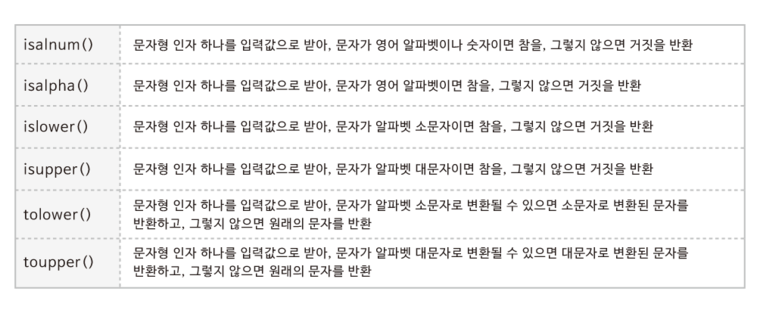 isalnum() 문자형 인자 하나를 입력값으로 받아, 문자가 영어 알파벳이나 숫자이면 참을, 그렇지 않으면 거짓을 반환
isalpha() 문자형 인자 하나를 입력값으로 받아, 문자가 영어 알파벳이면 참을, 그렇지 않으면 거짓을 반환
islower() 문자형 인자 하나를 입력값으로 받아, 문자가 알파벳 소문자이면 참을, 그렇지 않으면 거짓을 반환
isupper() 문자형 인자 하나를 입력값으로 받아, 문자가 알파벳 대문자이면 참을, 그렇지 않으면 거짓을 반환
tolower() 문자형 인자 하나를 입력값으로 받아, 문자가 알파벳 소문자로 변환될 수 있으면 소문자로 변환된 문자를
반환하고, 그렇지 않으면 원래의 문자를 반환
toupper() 문자형 인자 하나를 입력값으로 받아, 문자가 알파벳 대문자로 변환될 수 있으면 대문자로 변환된 문자를
반환하고, 그렇지 않으면 원래의 문자를 반환